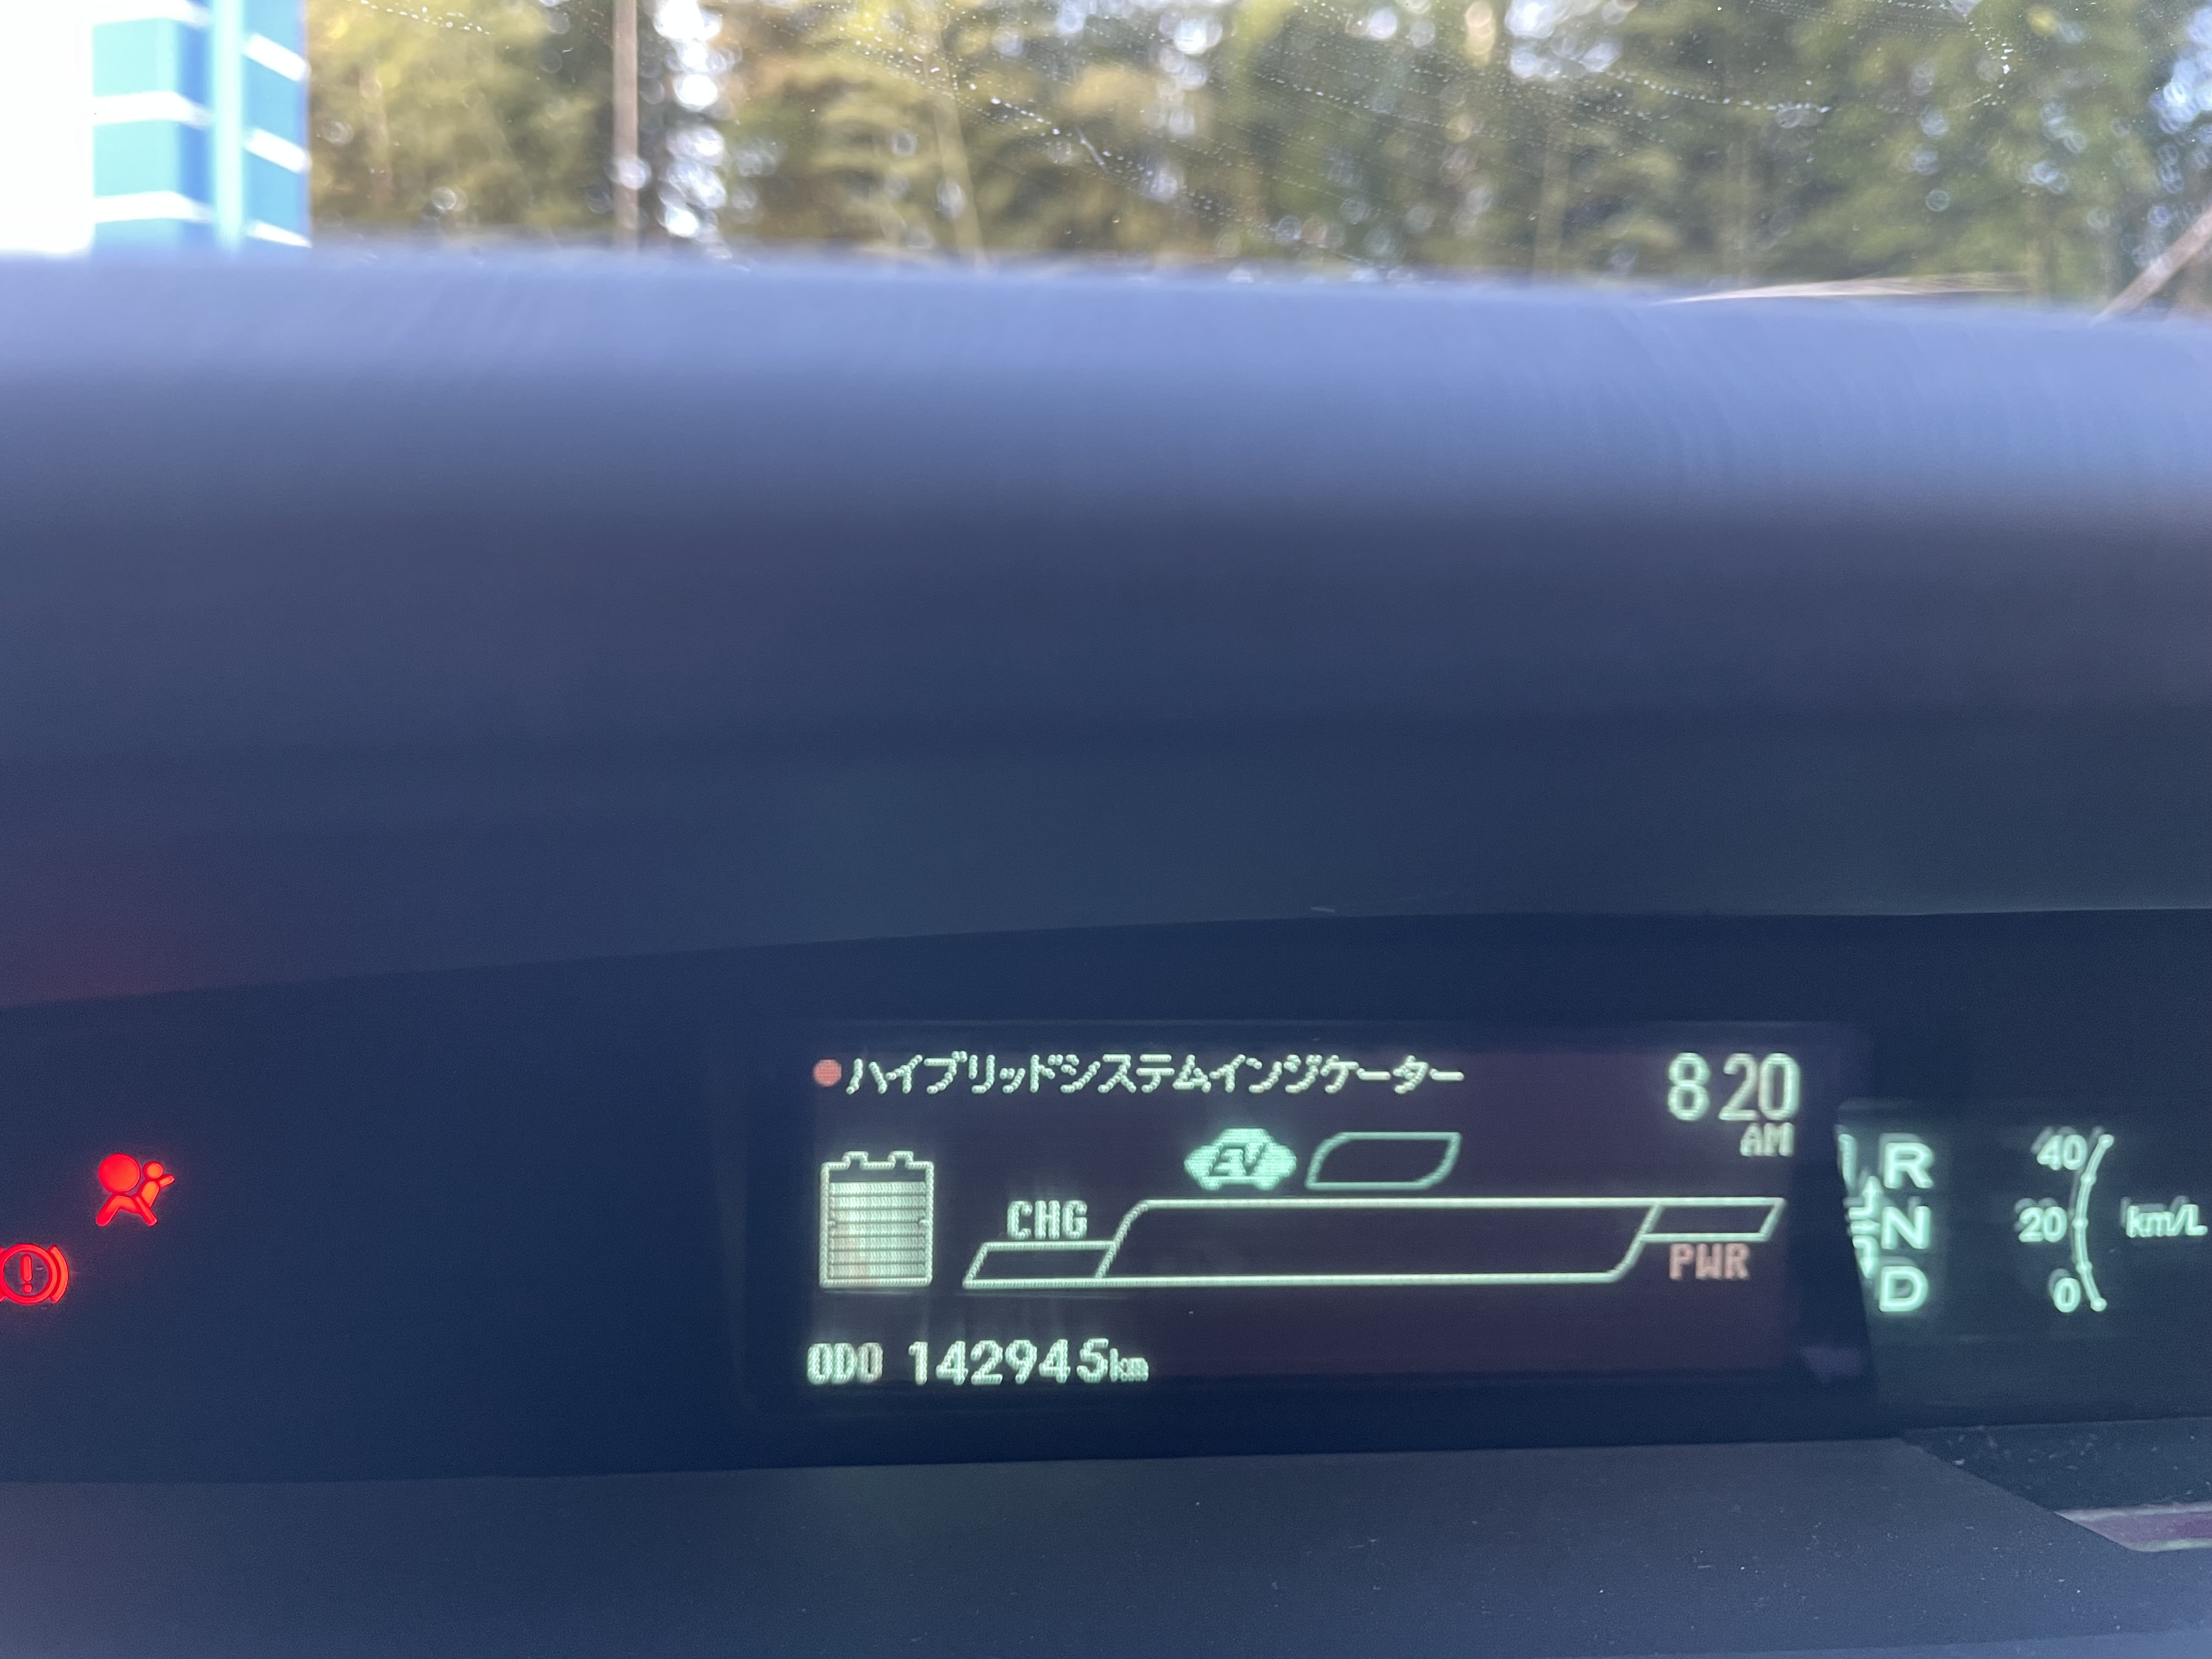 ハイブリッドシステムインジケーター
8 20
AM
EV
CHG
PWR
ODO 142945km
R
N
D
40
20
0
km/L